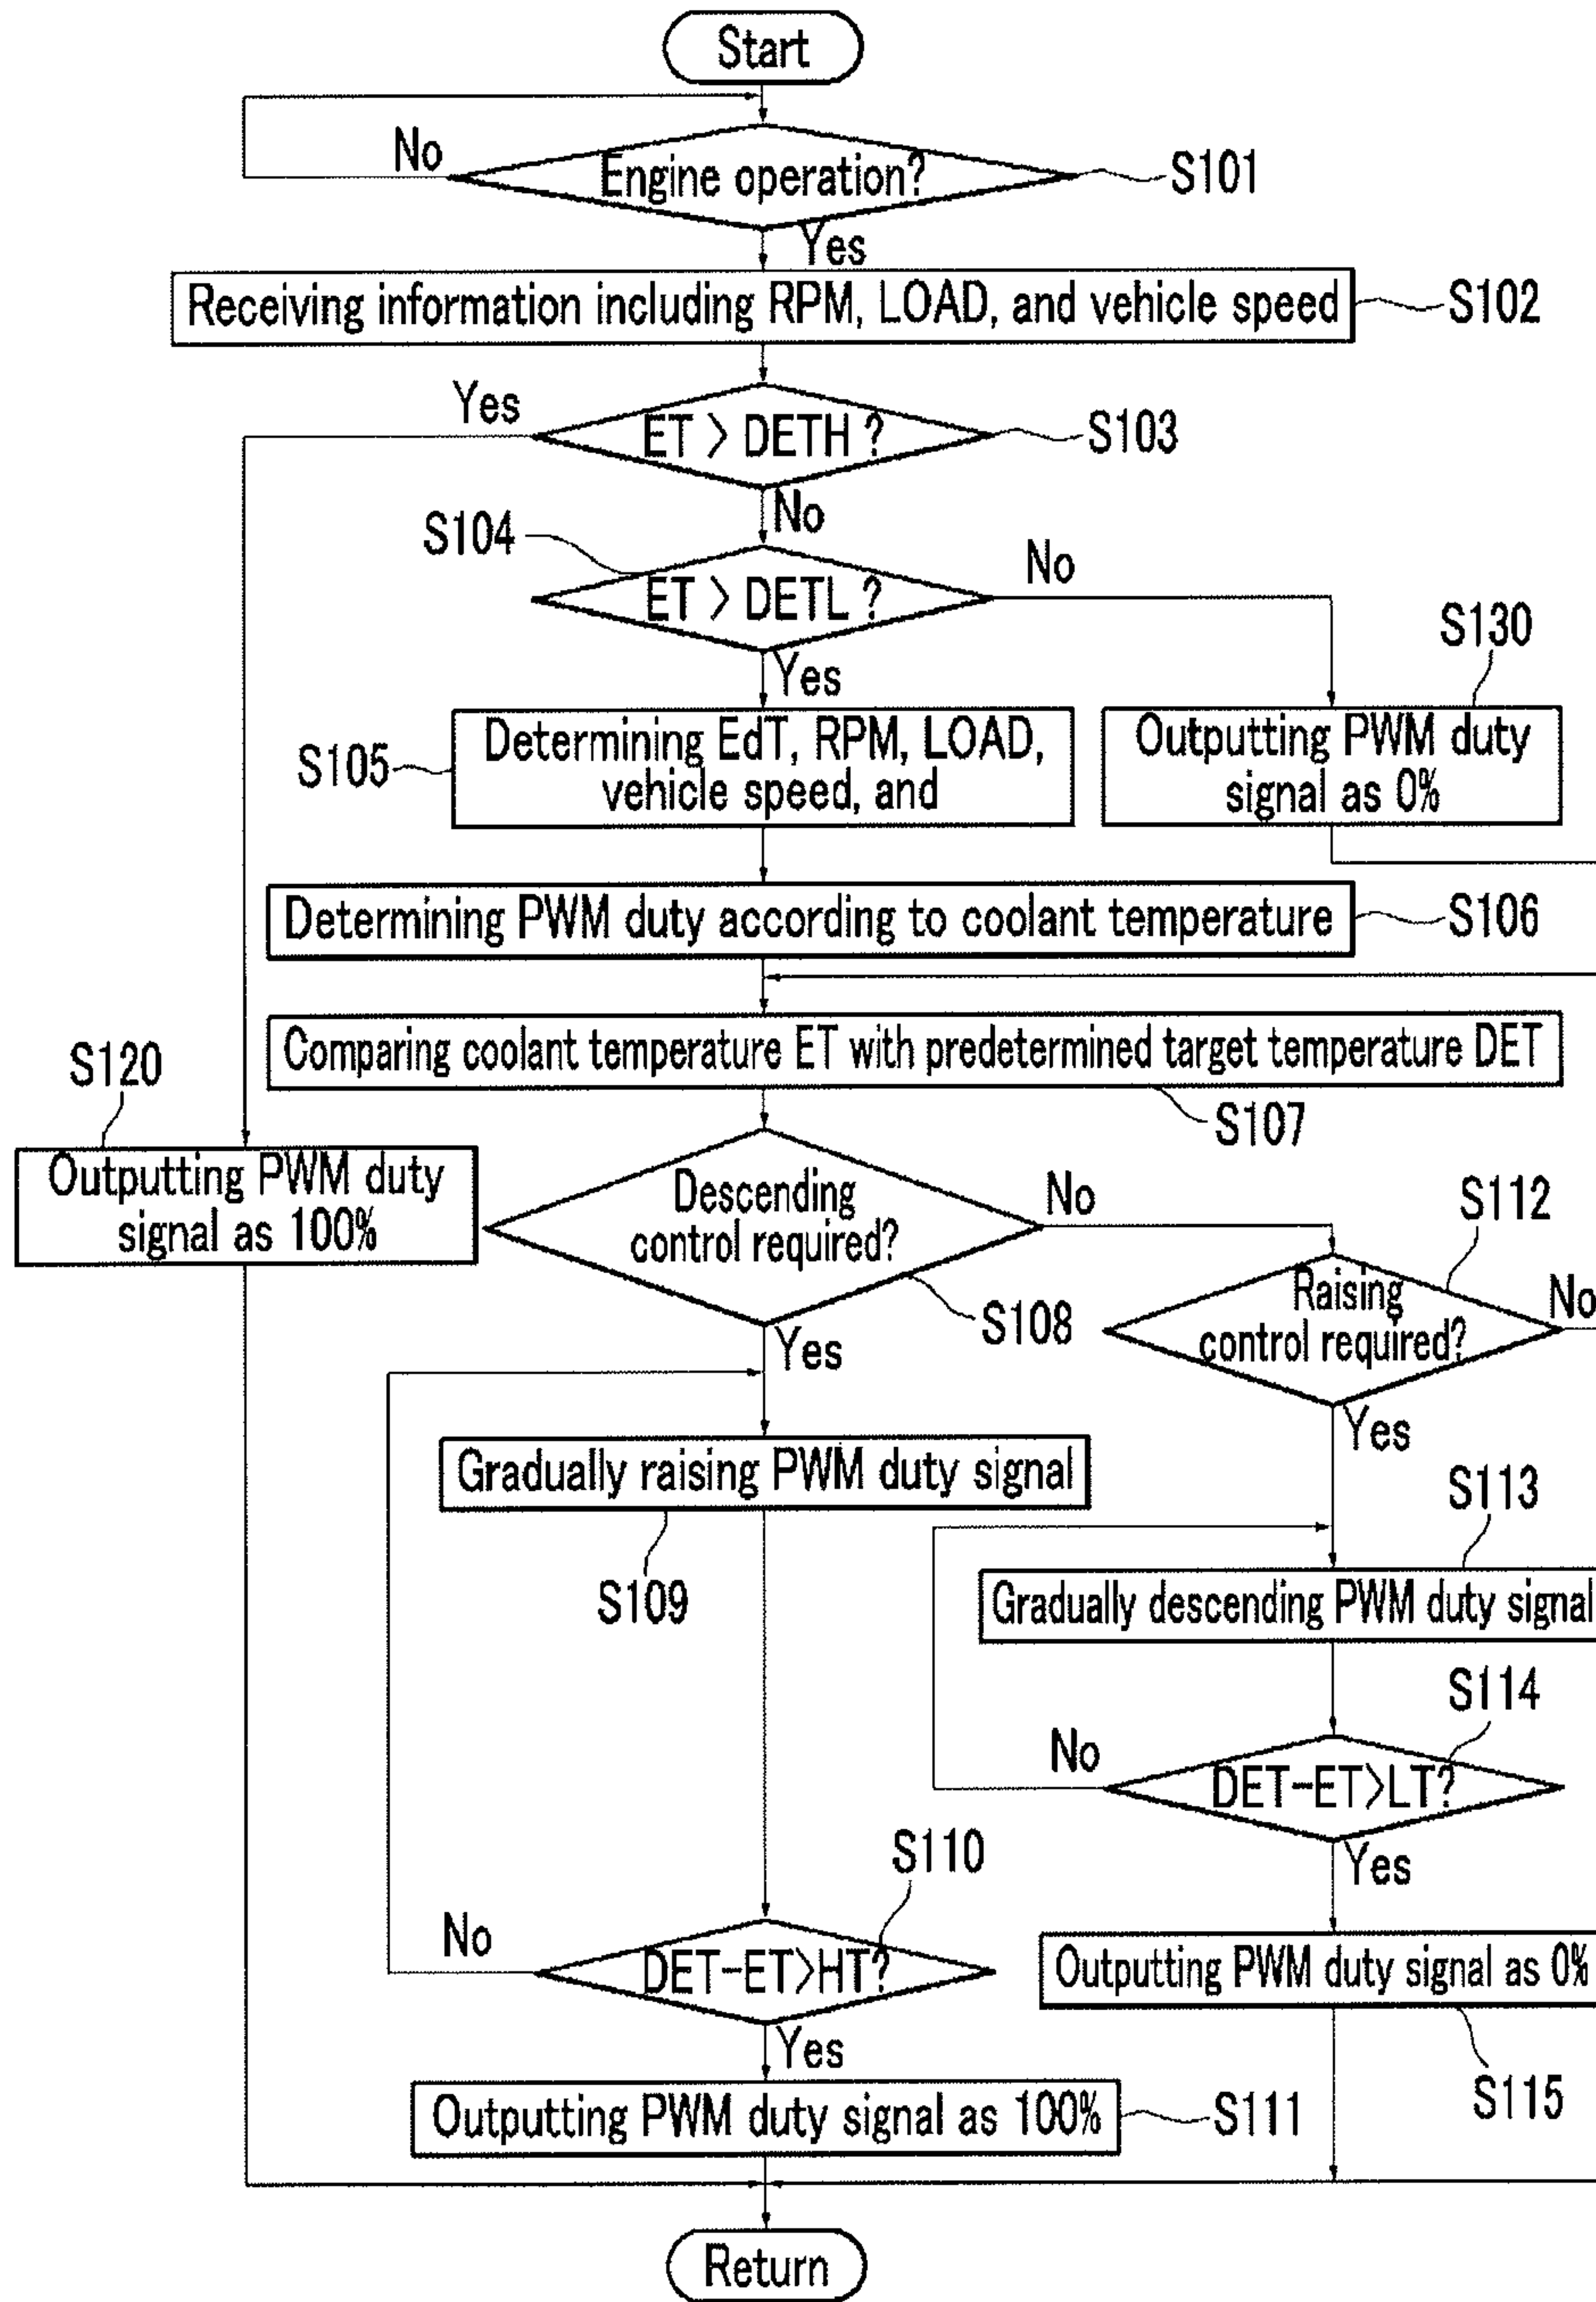 Start
No
Engine operation?
S101
Yes
Receiving information including RPM, LOAD, and vehicle speed
S102
Yes
ET > DETH ?
S103
No
S104
ET > DETL ?
No
Yes
S130
S105
Determining EdT, RPM, LOAD,
vehicle speed, and
Outputting PWM duty
signal as 0%
Determining PWM duty according to coolant temperature
S106
Comparing coolant temperature ET with predetermined target temperature DET
S107
S120
Outputting PWM duty
signal as 100%
Descending
control required?
No
S108
Yes
S112
Raising
control required?
No
Yes
Gradually raising PWM duty signal
S109
S113
Gradually descending PWM duty signal
S114
No
DET-ET>LT?
Yes
S110
No
DET-ET>HT?
Yes
Outputting PWM duty signal as 0%
S115
Outputting PWM duty signal as 100%
S111
Return